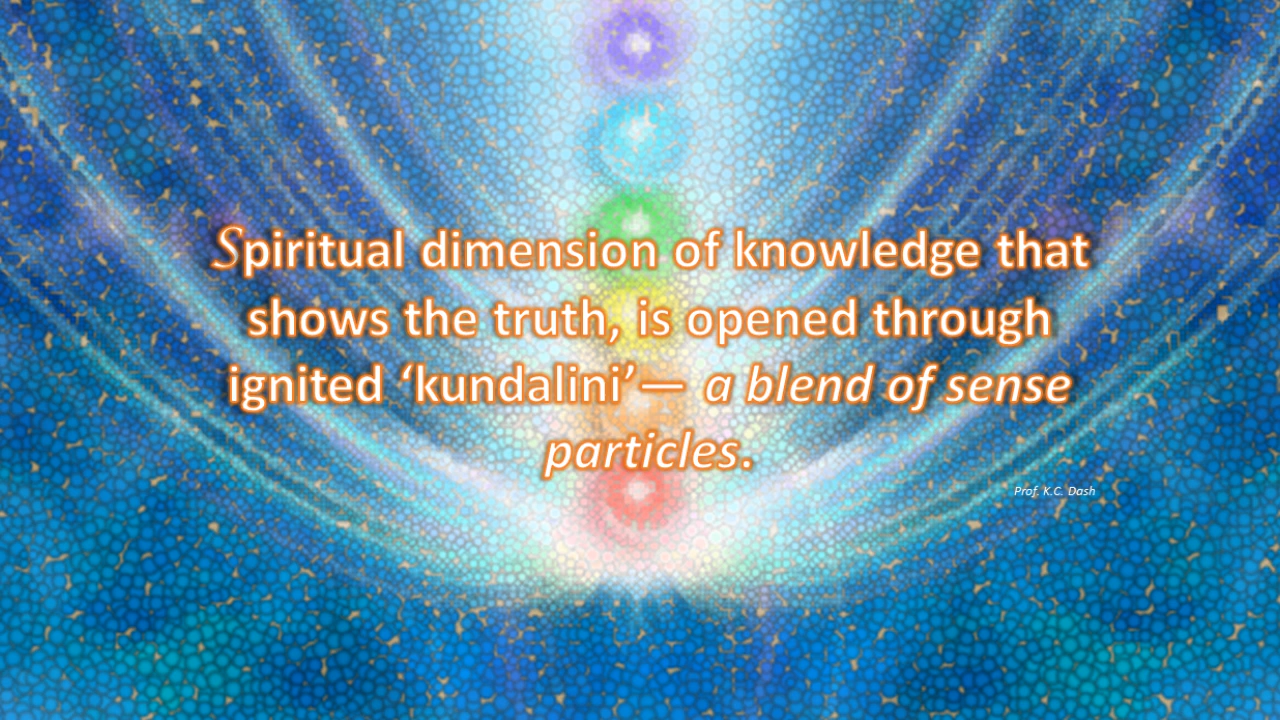 Spiritual dimension of knowledge that
shows the truth, is opened through
ignited ‘kundalini’— a blend of sense
particles.
Prof. K.C. Dash